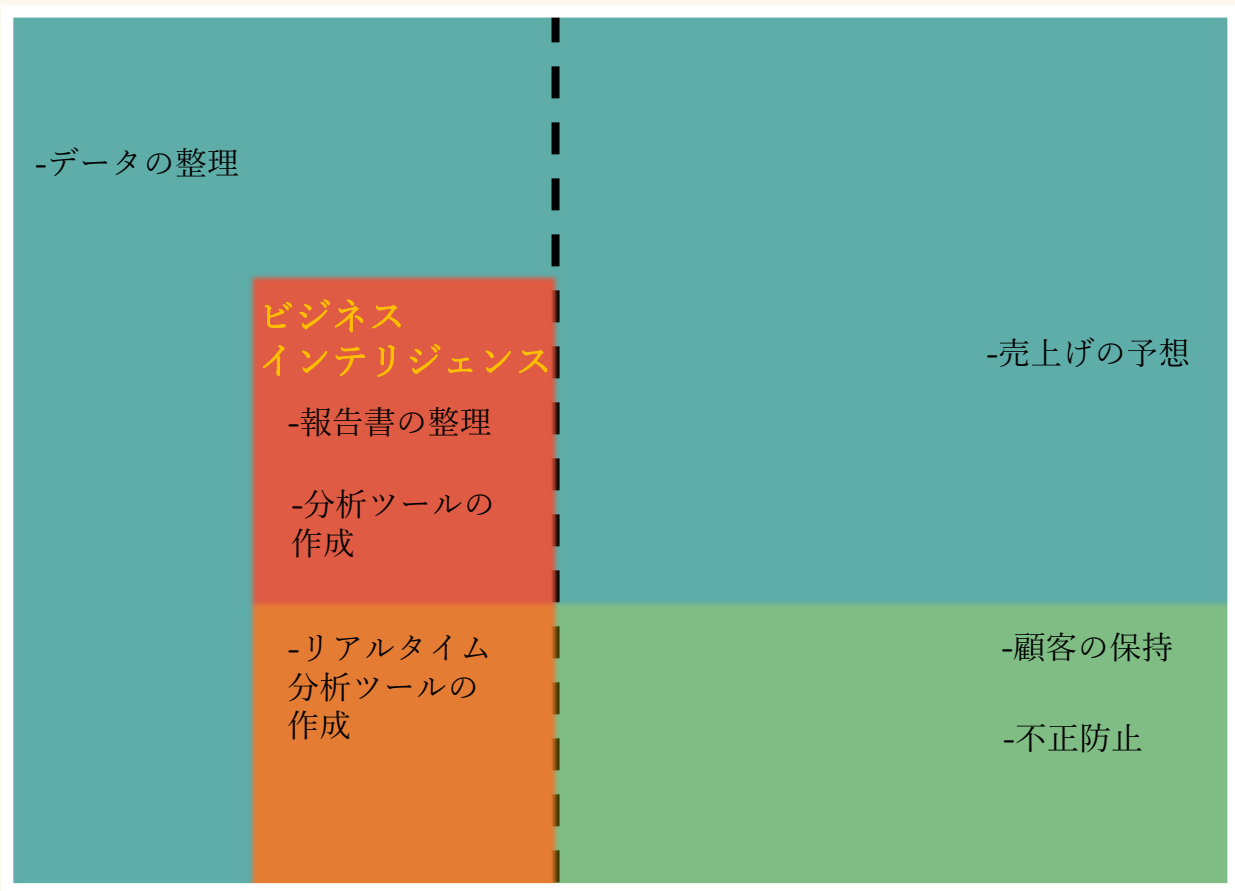 -データの整理
ビジネス
インテリジェンス
-報告書の整理
-分析ツールの
作成
-リアルタイム
分析ツールの
作成
-売上げの予想
-顧客の保持
-不正防止